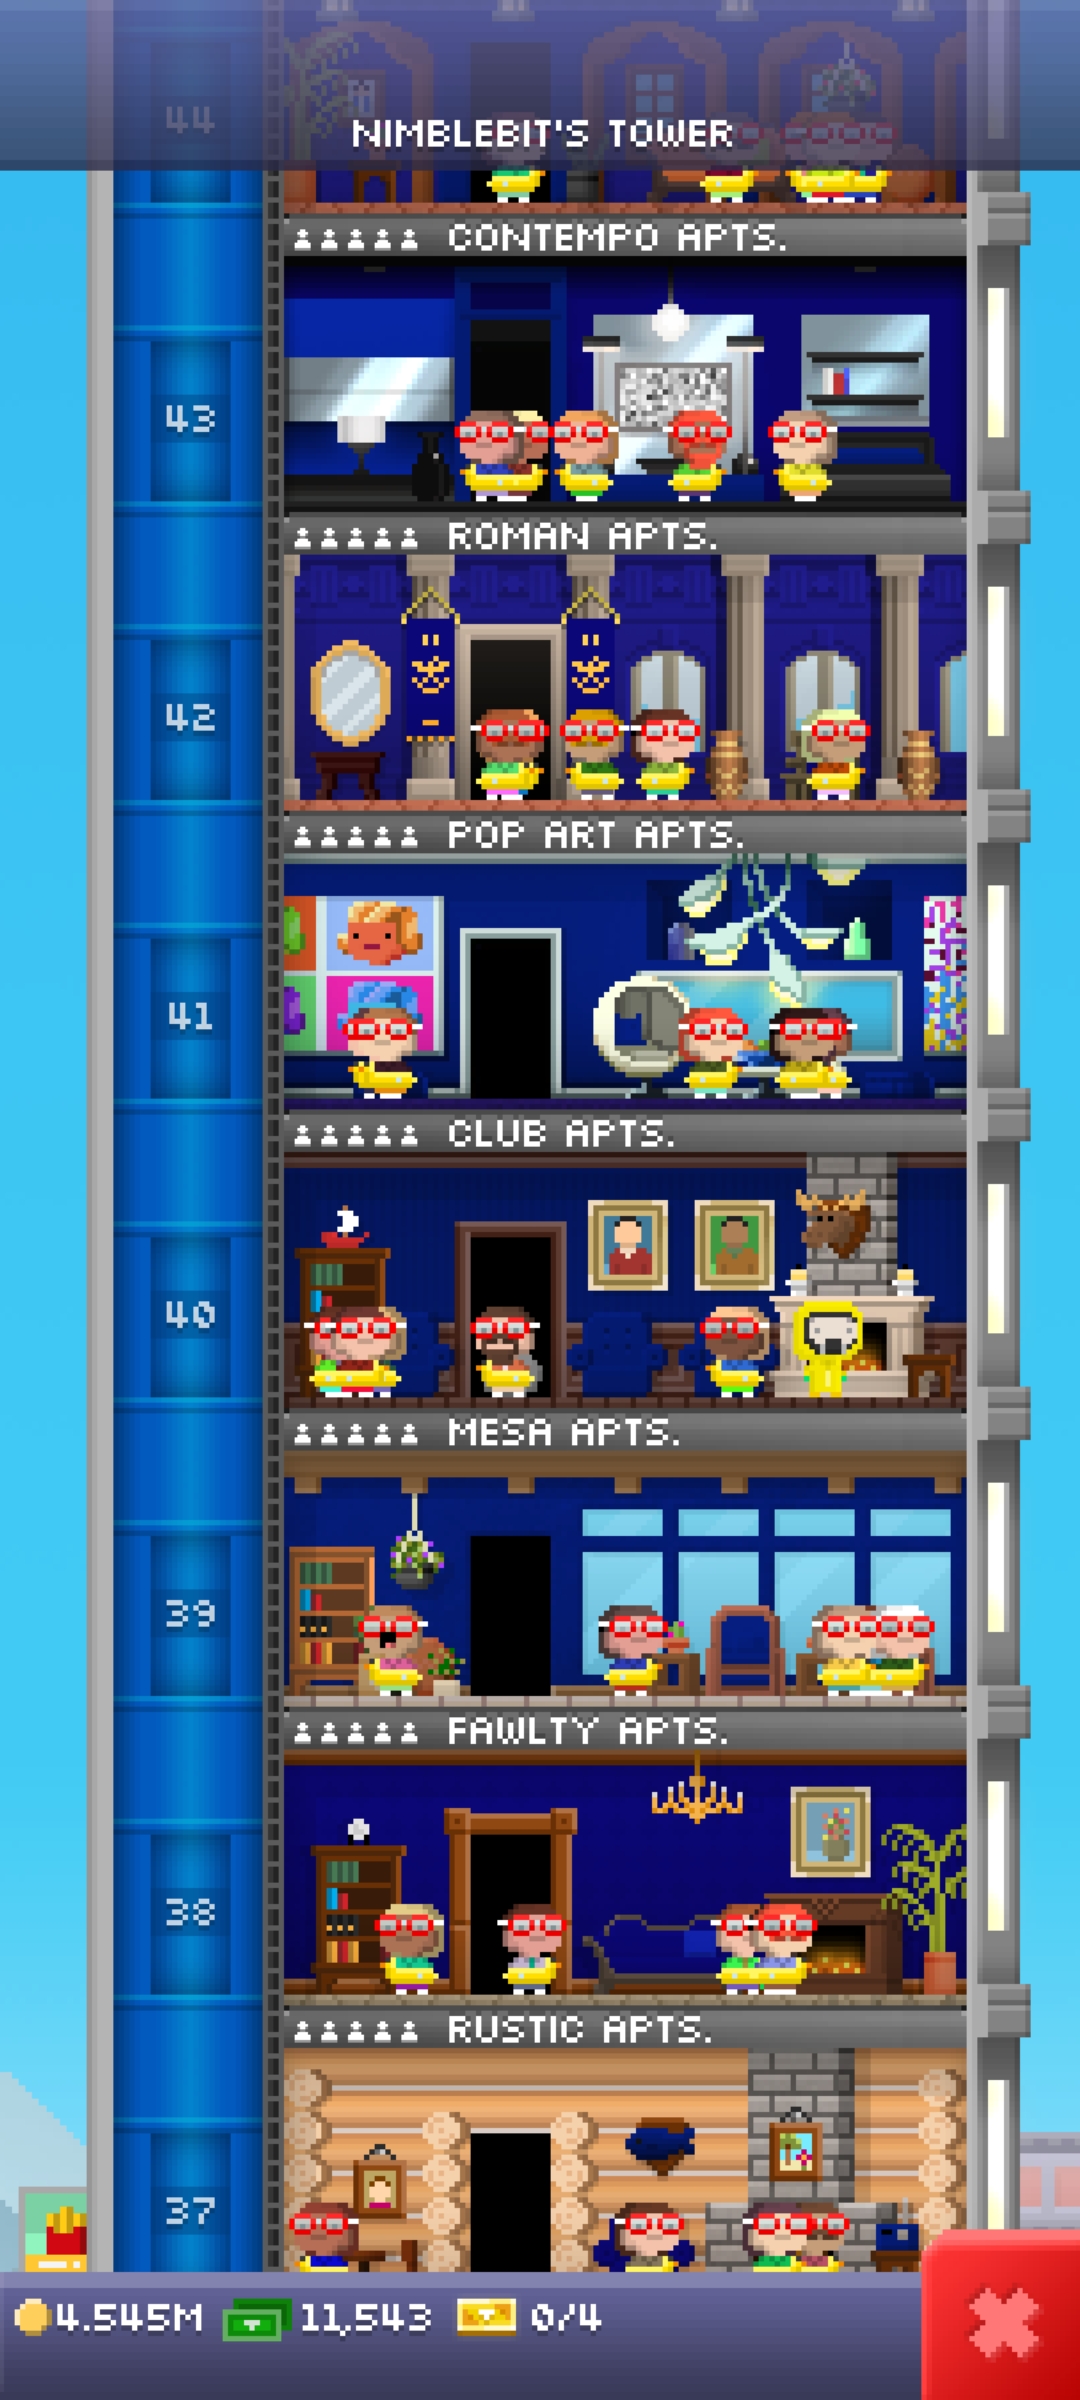 44
NIMBLEBIT'S TOWER
CONTEMPO APTS.
43
ROMAN APTS.
42
POP ART APTS.
41
CLUB APTS.
40
MESA APTS.
39
FAWLTY APTS.
38
RUSTIC APTS.
37
4.545M 11,543 0/4